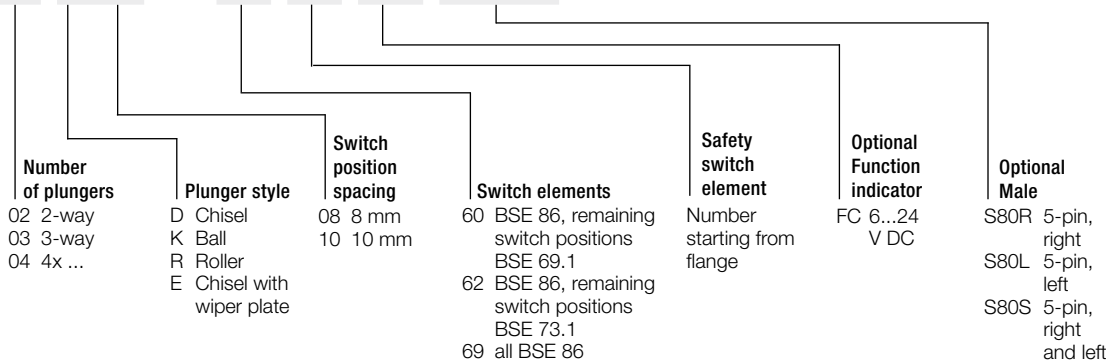 Number
of plungers
02 2-way
03 3-way
04 4x ...
Plunger style
D Chisel
K Ball
R Roller
E Chisel with
wiper plate
Switch
position
spacing
08 8 mm
10 10 mm
Switch elements
60 BSE 86, remaining
switch positions
BSE 69.1
62 BSE 86, remaining
switch positions
BSE 73.1
69 all BSE 86
Safety
switch
element
Number
starting from
flange
Optional
Function
indicator
FC 6...24
V DC
Optional
Male
S80R 5-pin,
right
S80L 5-pin,
left
S80S 5-pin,
right
and left